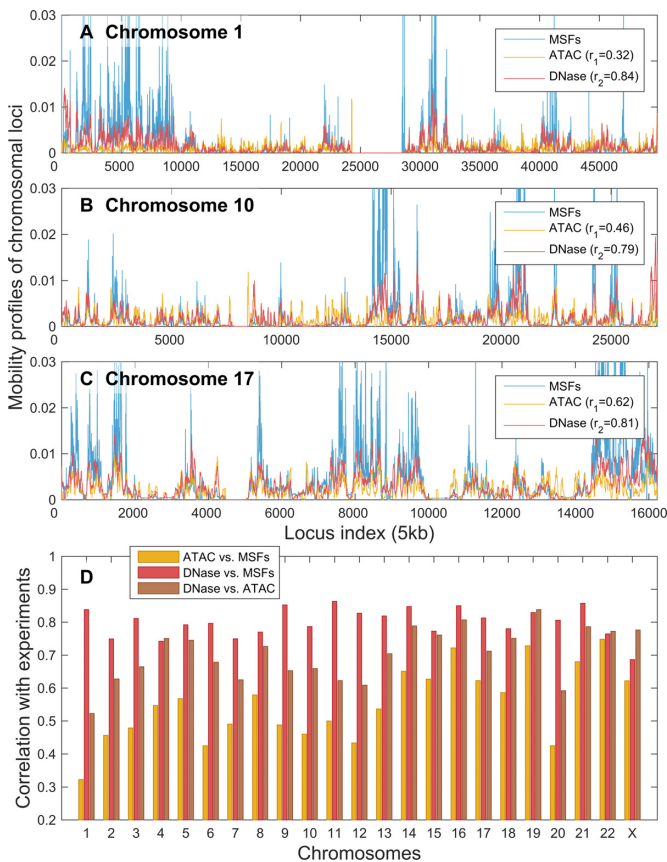 Mobility profiles of chromosomal loci
0.03
0.02
0.01
0
A Chromosome 1
MSFs
ATAC (r1=0.32)
DNase (r2=0.84)
0 5000 10000 15000 20000 25000 30000 35000 40000 45000
0.03
0.02
0.01
0
B Chromosome 10
MSFs
ATAC (r1=0.46)
DNase (r2=0.79)
0 5000 10000 15000 20000 25000
0.03
0.02
0.01
0
C Chromosome 17
MSFs
ATAC (r1=0.62)
DNase (r2=0.81)
0 2000 4000 6000 8000 10000 12000 14000 16000
Locus index (5kb)
Correlation with experiments
1
0.9
0.8
0.7
0.6
0.5
0.4
0.3
0.2
D
ATAC vs. MSFs
DNase vs. MSFs
DNase vs. ATAC
1 2 3 4 5 6 7 8 9 10 11 12 13 14 15 16 17 18 19 20 21 22 X
Chromosomes